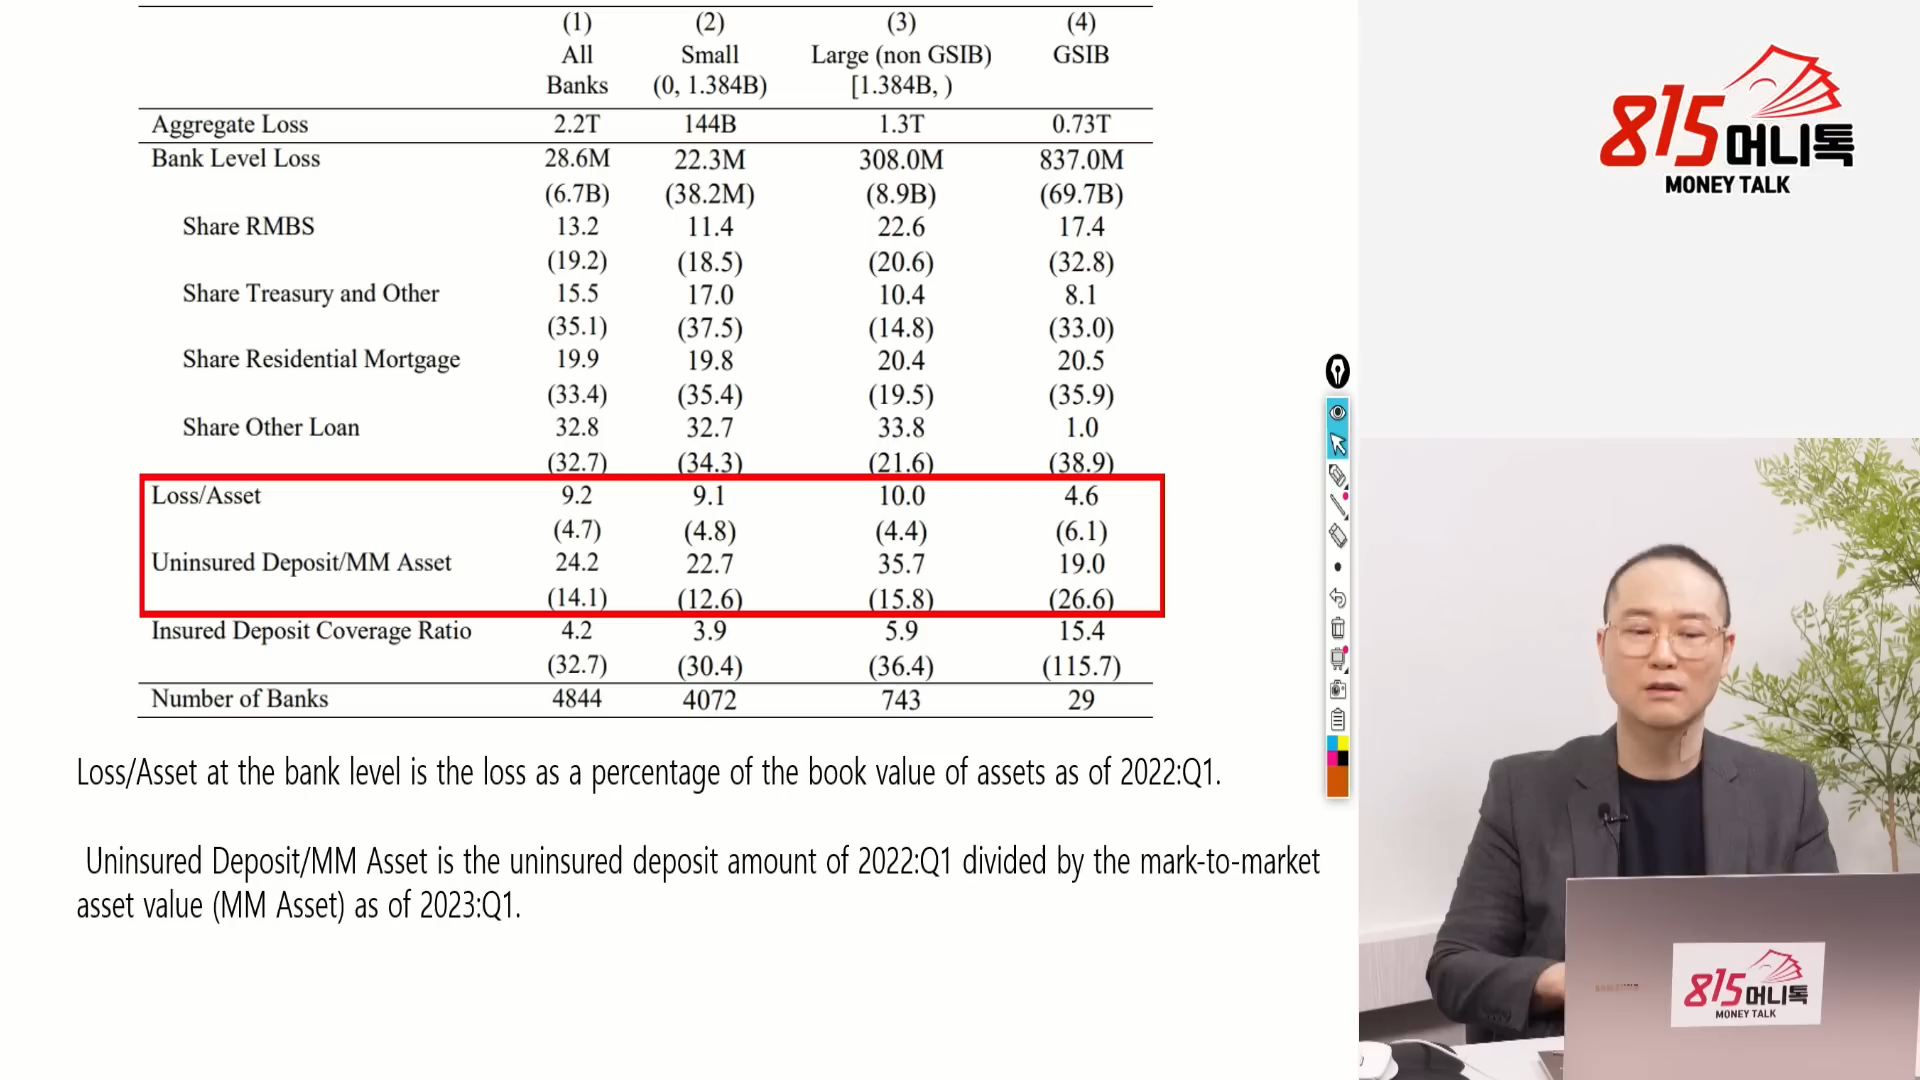 (1) (2) (3) (4)
All Small Large (non GSIB) GSIB
Banks (0, 1.384B) [1.384B, )
Aggregate Loss 2.2T 144B 1.3T 0.73T
Bank Level Loss 28.6M 22.3M 308.0M 837.0M
(6.7B) (38.2M) (8.9B) (69.7B)
Share RMBS 13.2 11.4 22.6 17.4
(19.2) (18.5) (20.6) (32.8)
Share Treasury and Other 15.5 17.0 10.4 8.1
(35.1) (37.5) (14.8) (33.0)
Share Residential Mortgage 19.9 19.8 20.4 20.5
(33.4) (35.4) (19.5) (35.9)
Share Other Loan 32.8 32.7 33.8 1.0
(32.7) (34.3) (21.6) (38.9)
Loss/Asset 9.2 9.1 10.0 4.6
(4.7) (4.8) (4.4) (6.1)
Uninsured Deposit/MM Asset 24.2 22.7 35.7 19.0
(14.1) (12.6) (15.8) (26.6)
Insured Deposit Coverage Ratio 4.2 3.9 5.9 15.4
(32.7) (30.4) (36.4) (115.7)
Number of Banks 4844 4072 743 29
Loss/Asset at the bank level is the loss as a percentage of the book value of assets as of 2022:Q1.
Uninsured Deposit/MM Asset is the uninsured deposit amount of 2022:Q1 divided by the mark-to-market
asset value (MM Asset) as of 2023:Q1.
815머니톡
MONEY TALK
815머니톡
MONEY TALK